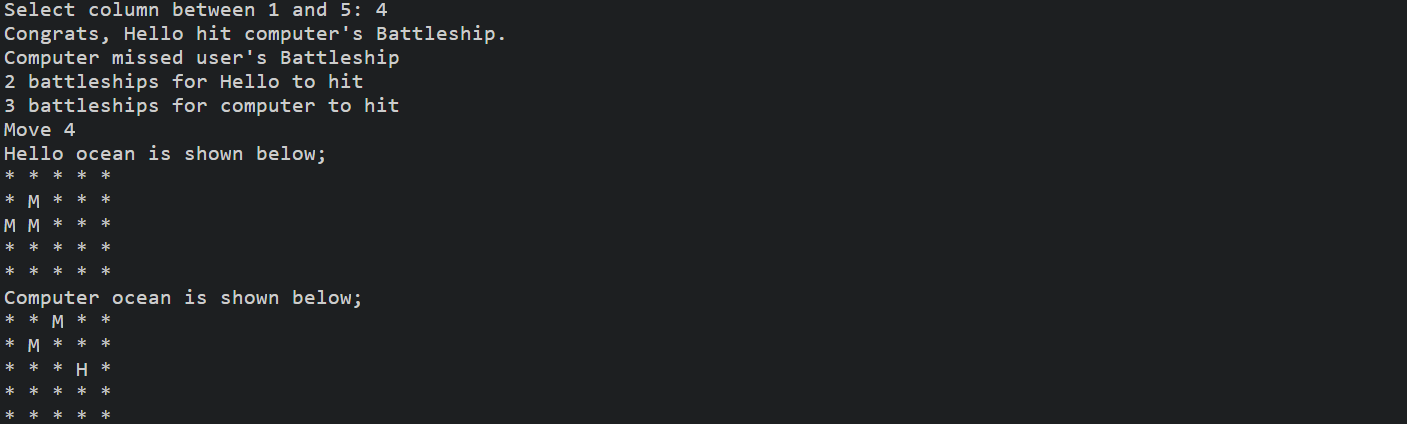 Select column between 1 and 5: 4
Congrats, Hello hit computer's Battleship.
Computer missed user's Battleship
2 battleships for Hello to hit
3 battleships for computer to hit
Move 4
Hello ocean is shown below;
* * * * *
* M * * *
M M * * *
* * * * *
* * * * *
Computer ocean is shown below;
* * M * *
* M * * *
* * * H *
* * * * *
* * * * *